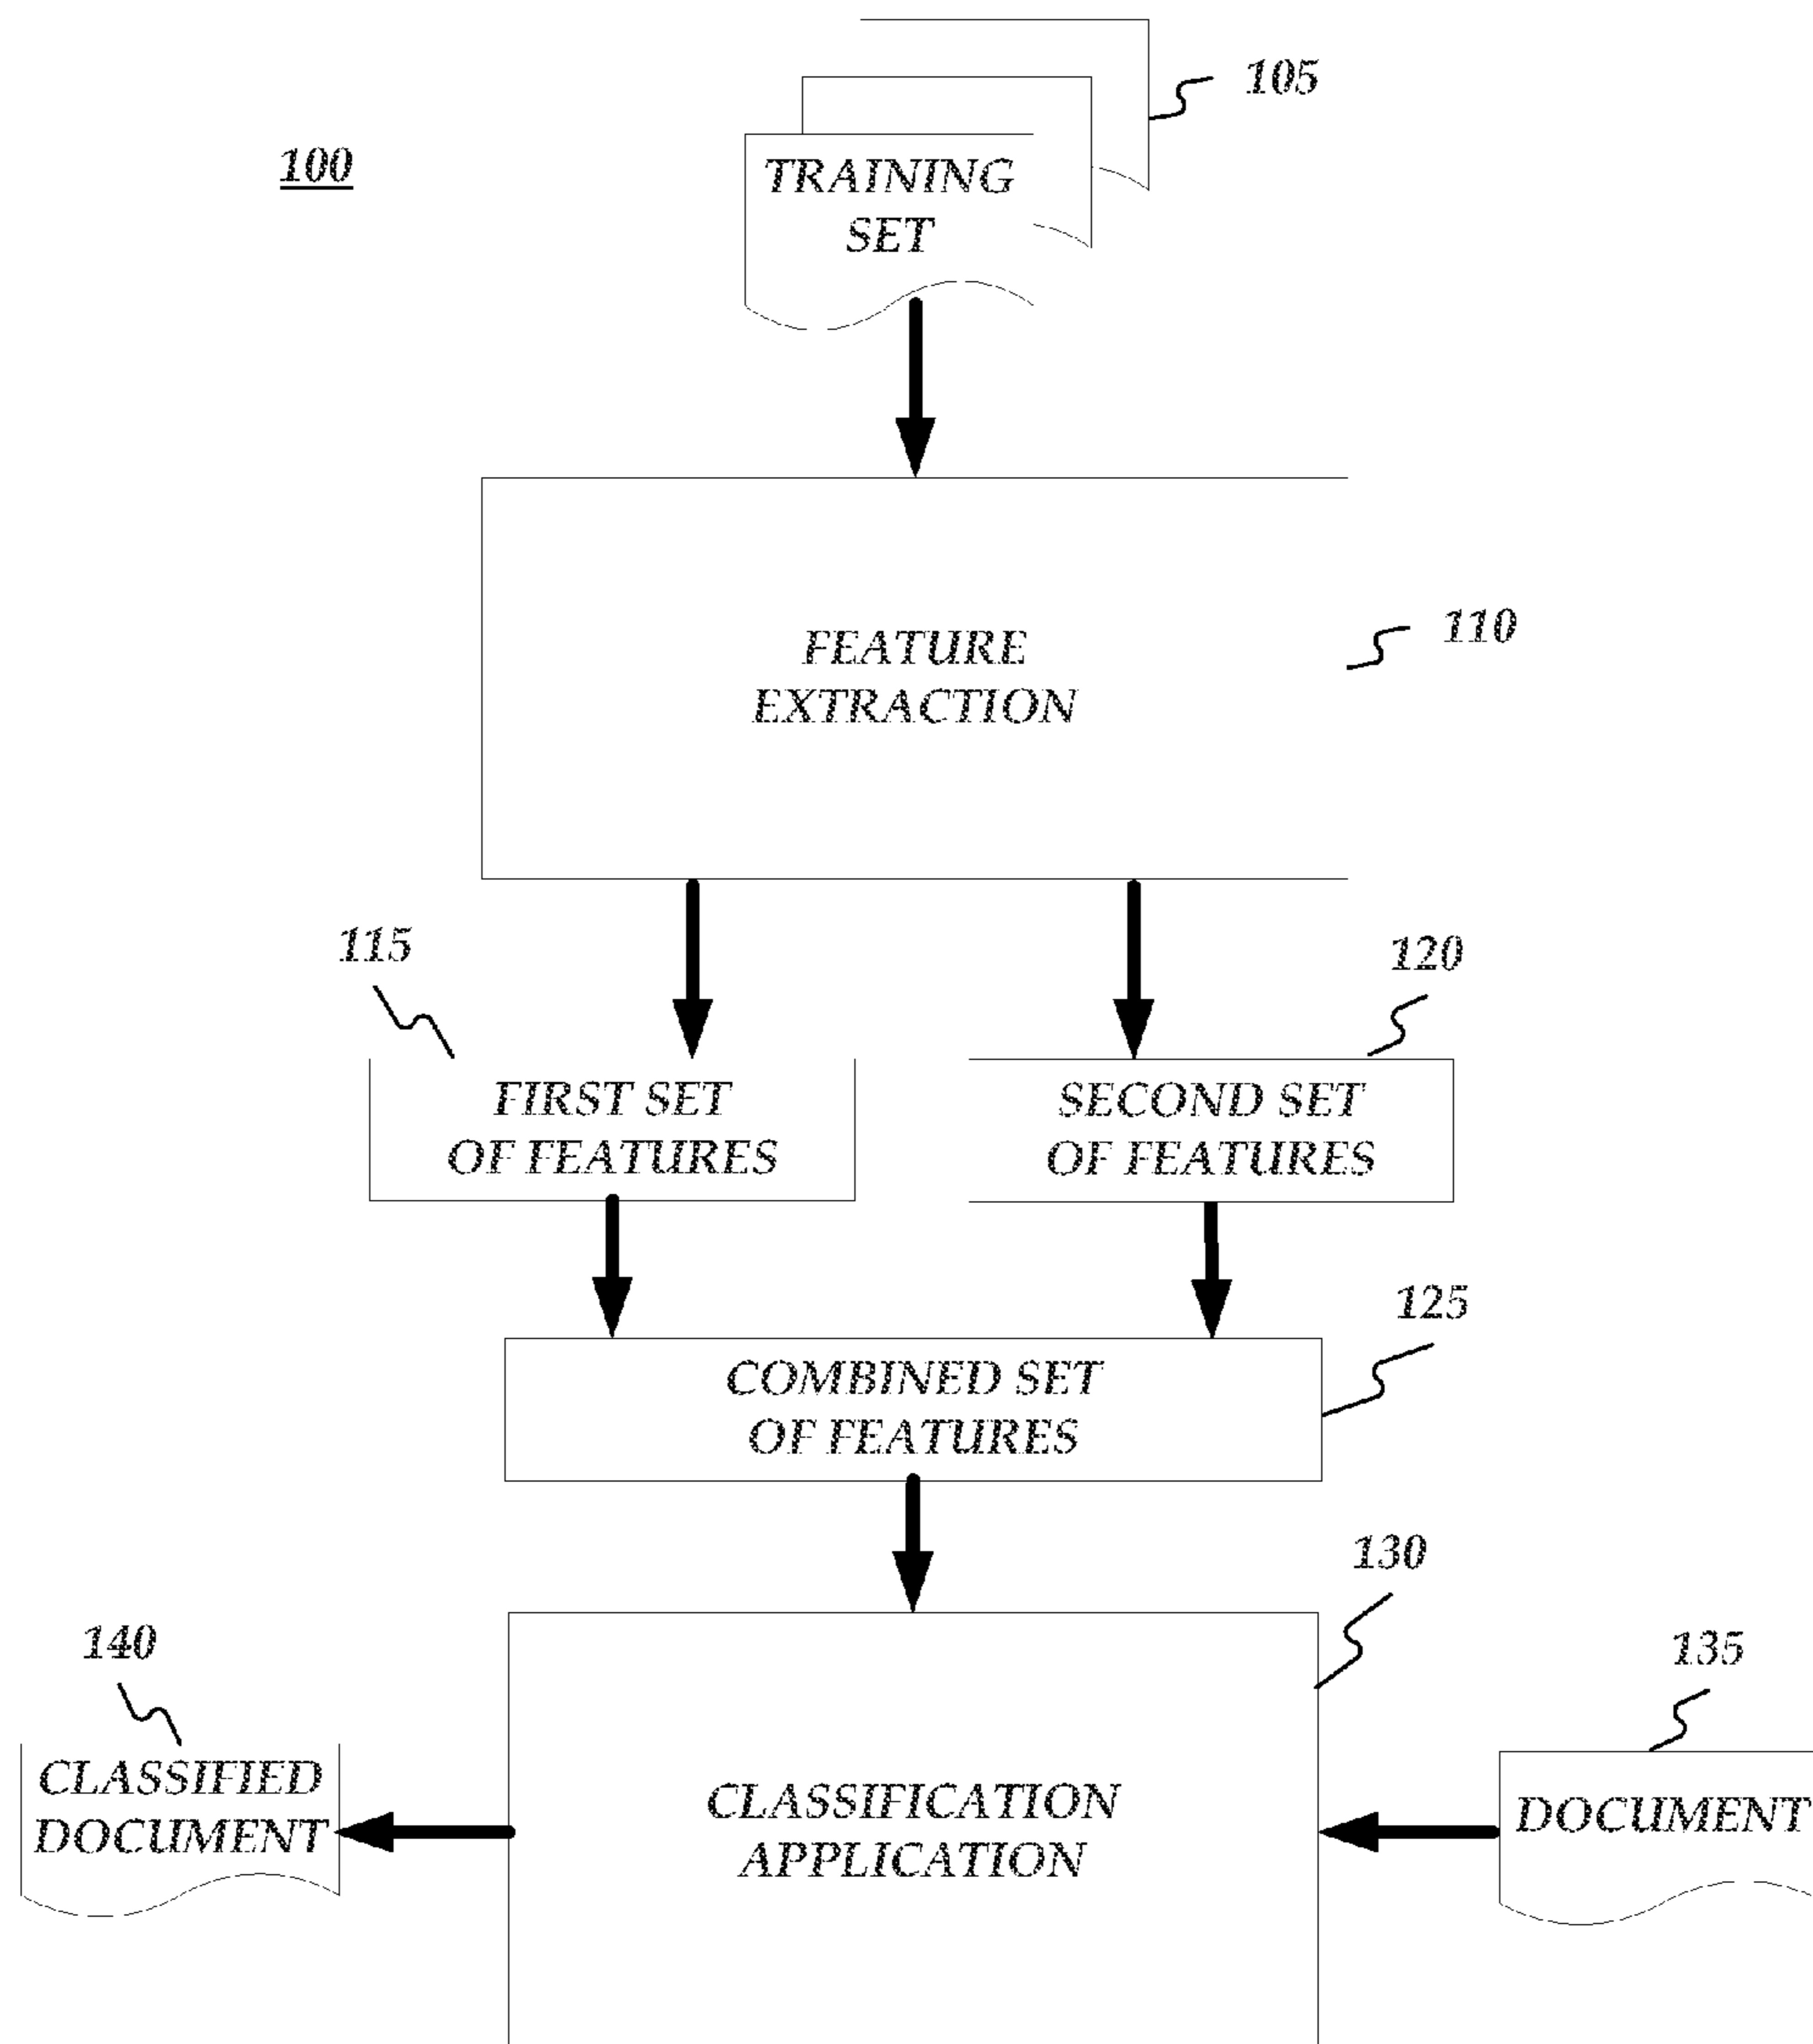 105
100
TRAINING
SET
110
FEATURE
EXTRACTION
115
120
FIRST SET
OF FEATURES
SECOND SET
OF FEATURES
125
COMBINED SET
OF FEATURES
130
140
135
CLASSIFIED
DOCUMENT
CLASSIFICATION
APPLICATION
DOCUMENT